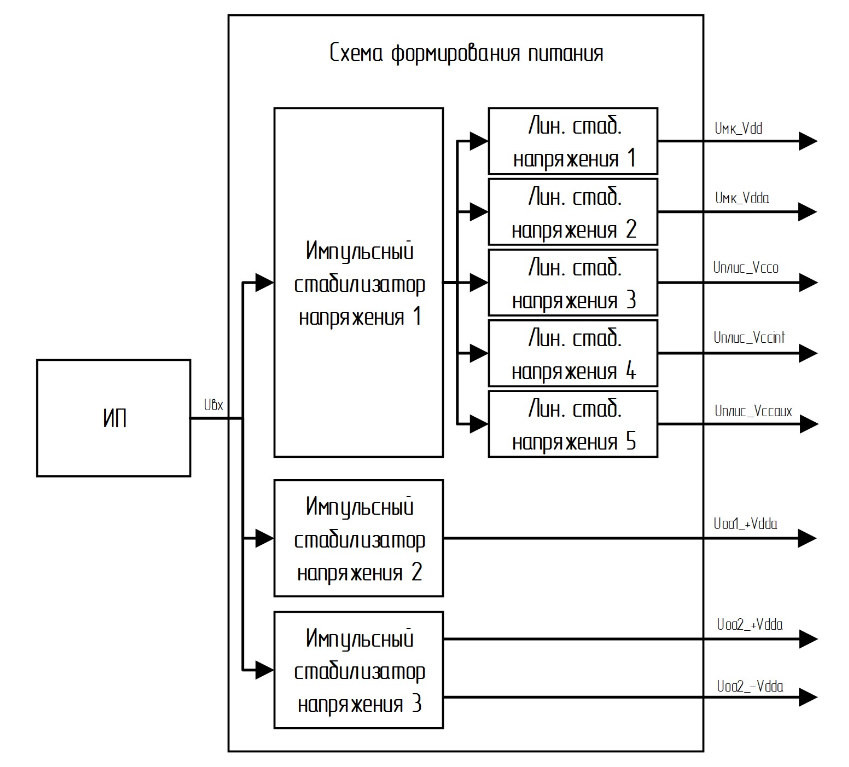 Схема формирования питания
ИП
Uвх
Импульсный
стабилизатор
напряжения 1
Лин. стаб.
напряжения 1
Uмк_Vdd
Лин. стаб.
напряжения 2
Uмк_Vdda
Лин. стаб.
напряжения 3
Uплис_Vcco
Лин. стаб.
напряжения 4
Uплис_Vccint
Лин. стаб.
напряжения 5
Uплис_Vccaux
Импульсный
стабилизатор
напряжения 2
Uоа1_+Vdda
Импульсный
стабилизатор
напряжения 3
Uоа2_+Vdda
Uоа2_-Vdda